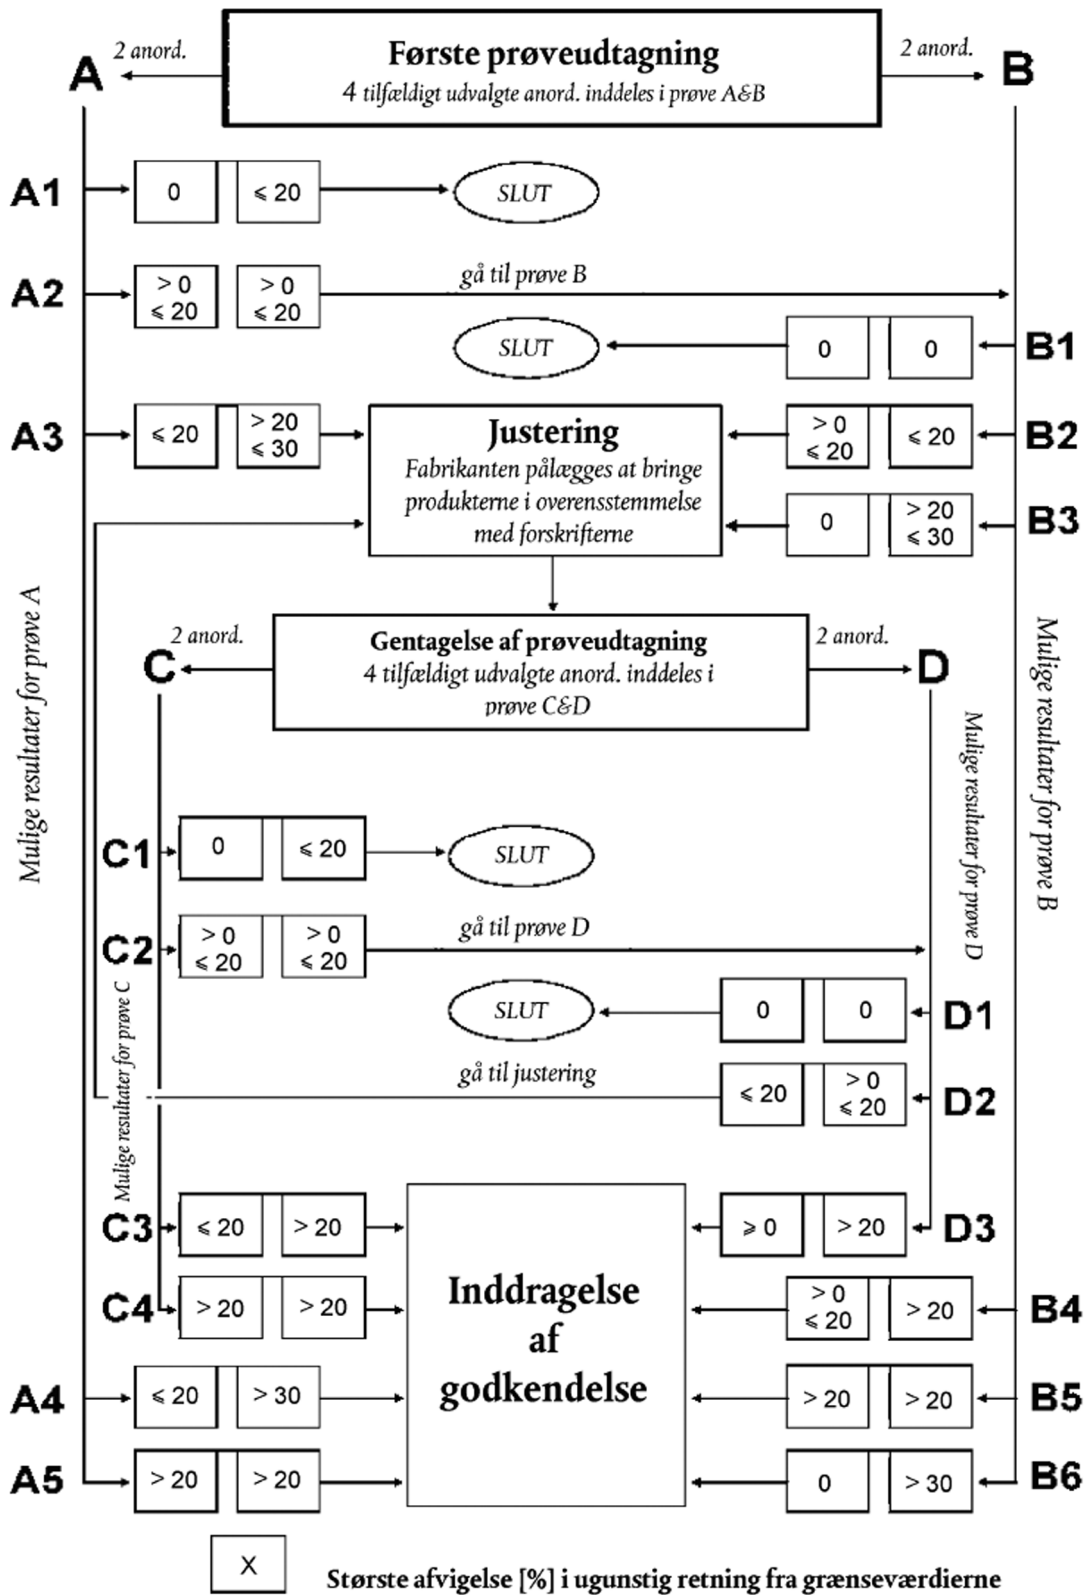 Første prøveudtagning
4 tilfældigt udvalgte anord. inddeles i prøve A&B
2 anord.
2 anord.
A
B
A1
0
⩽ 20
SLUT
A2
> 0
⩽ 20
> 0
⩽ 20
gå til prøve B
SLUT
0
0
B1
A3
⩽ 20
> 20
⩽ 30
Justering
Fabrikanten pålægges at bringe
produkterne i overensstemmelse
med forskrifterne
> 0
⩽ 20
⩽ 20
B2
0
> 20
⩽ 30
B3
Mulige resultater for prøve A
Mulige resultater for prøve B
2 anord.
2 anord.
C
D
Gentagelse af prøveudtagning
4 tilfældigt udvalgte anord. inddeles i
prøve C&D
Mulige resultater for prøve D
C1
0
⩽ 20
SLUT
C2
> 0
⩽ 20
> 0
⩽ 20
gå til prøve D
Mulige resultater for prøve C
SLUT
0
0
D1
gå til justering
⩽ 20
> 0
⩽ 20
D2
C3
⩽ 20
> 20
Inddragelse
af
godkendelse
⩾ 0
> 20
D3
C4
> 20
> 20
> 0
⩽ 20
> 20
B4
A4
⩽ 20
> 30
> 20
> 20
B5
A5
> 20
> 20
0
> 30
B6
X
Største afvigelse [%] i ugunstig retning fra grænseværdierne